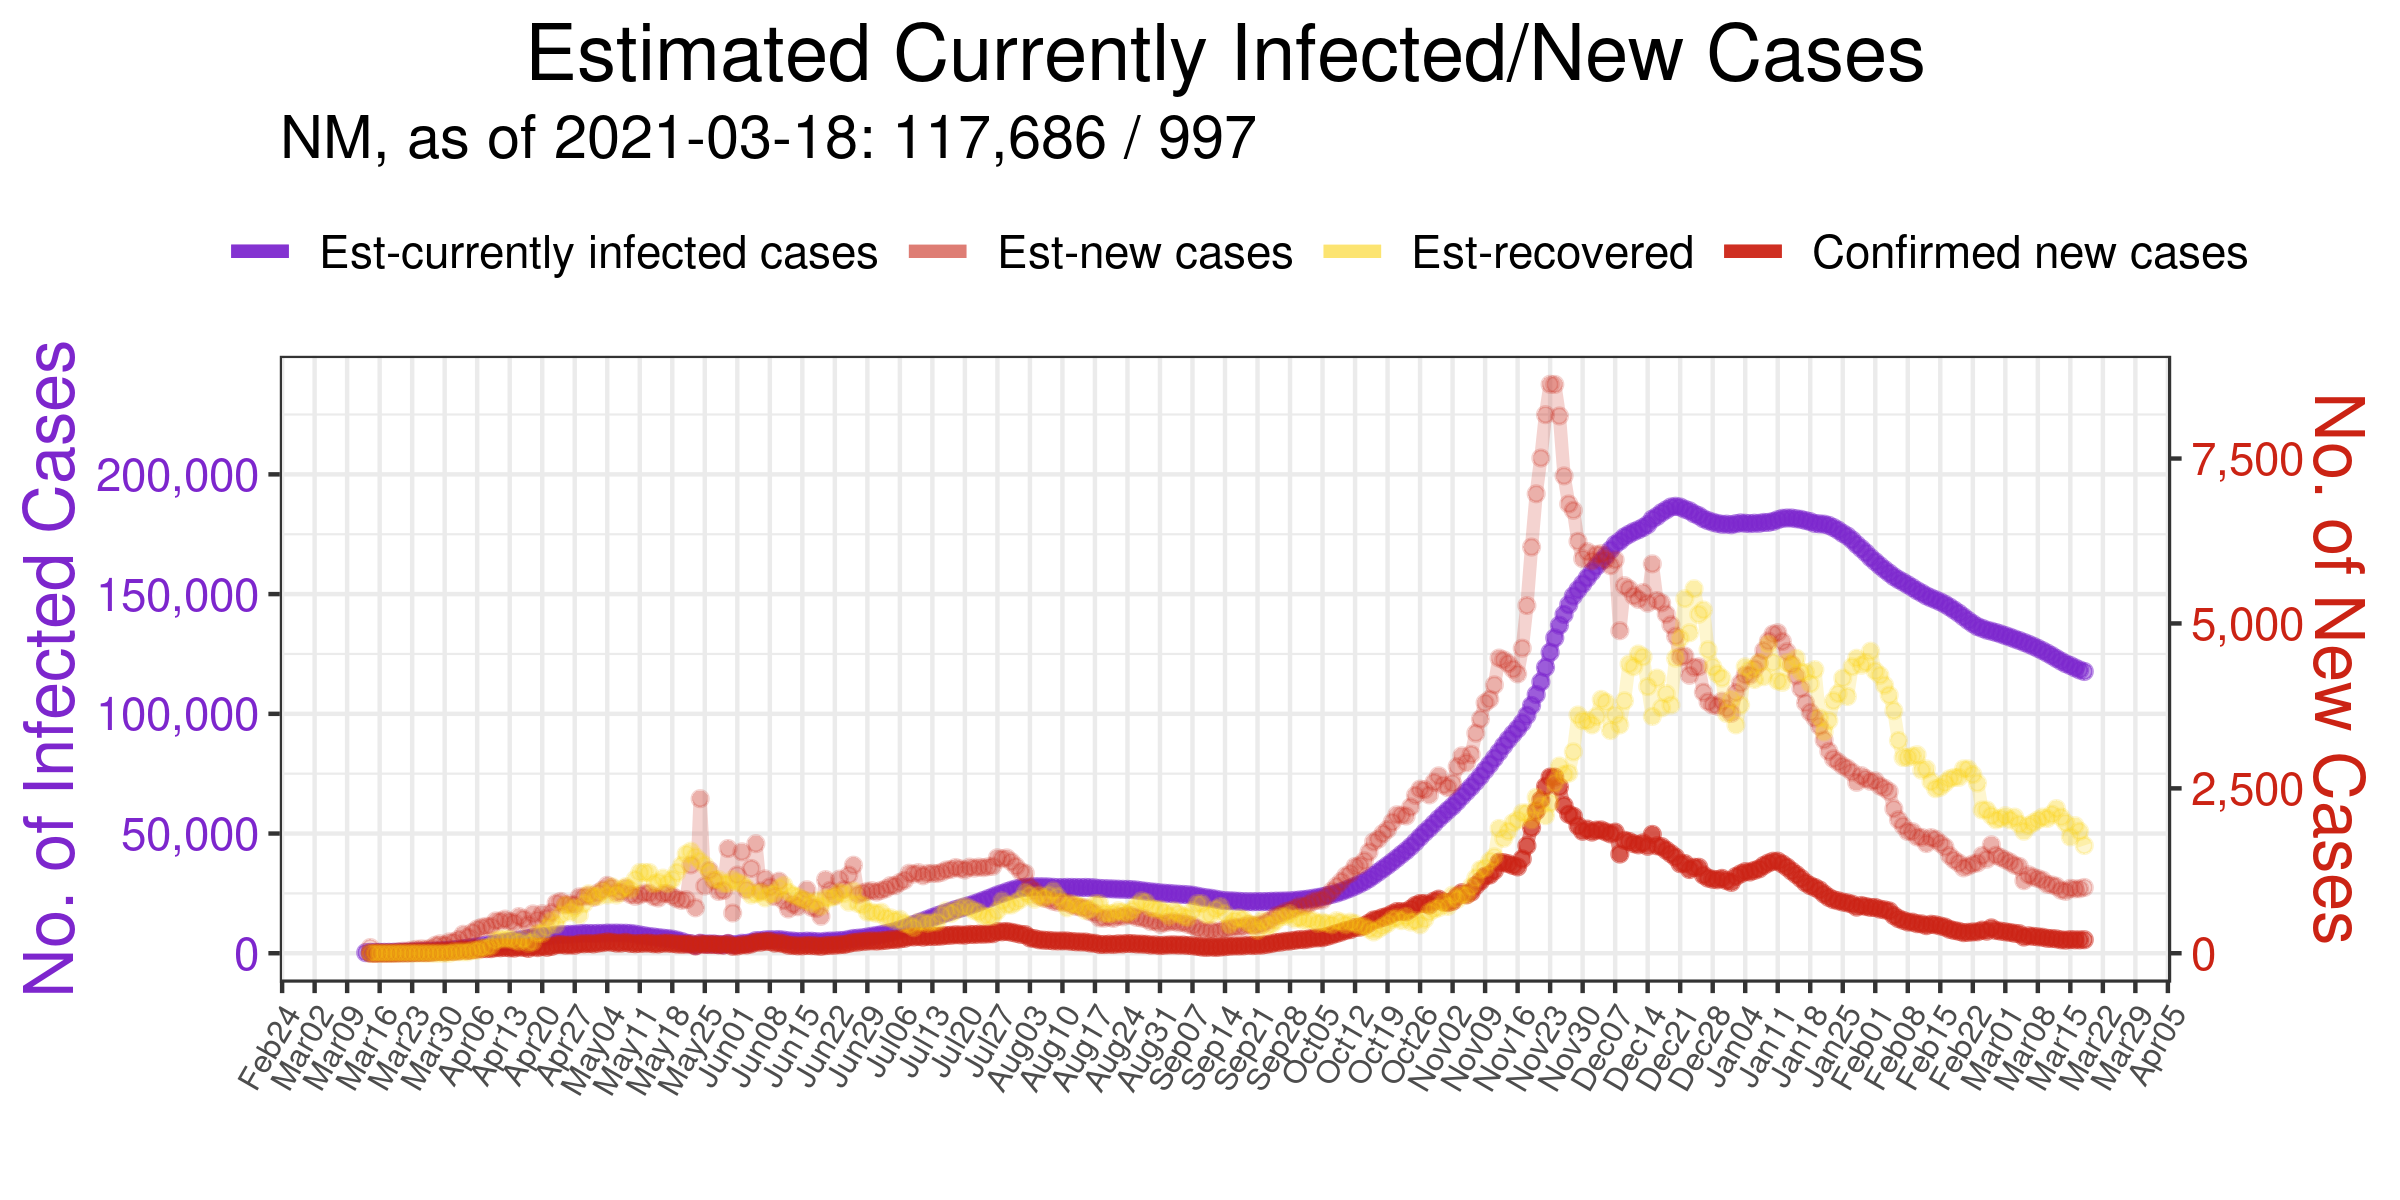 Estimated Currently Infected/New Cases
NM, as of 2021-03-18: 117,686 / 997
Est-currently infected cases Est-new cases Est-recovered Confirmed new cases
No. of Infected Cases
200,000
150,000
100,000
50,000
0
7,500
5,000
2,500
0
No. of New Cases
Feb24 Mar02 Mar09 Mar16 Mar23 Mar30 Apr06 Apr13 Apr20 Apr27 May04 May11 May18 May25 Jun01 Jun08 Jun15 Jun22 Jun29 Jul06 Jul13 Jul20 Jul27 Aug03 Aug10 Aug17 Aug24 Aug31 Sep07 Sep14 Sep21 Sep28 Oct05 Oct12 Oct19 Oct26 Nov02 Nov09 Nov16 Nov23 Nov30 Dec07 Dec14 Dec21 Dec28 Jan04 Jan11 Jan18 Jan25 Feb01 Feb08 Feb15 Feb22 Mar01 Mar08 Mar15 Mar22 Mar29 Apr05